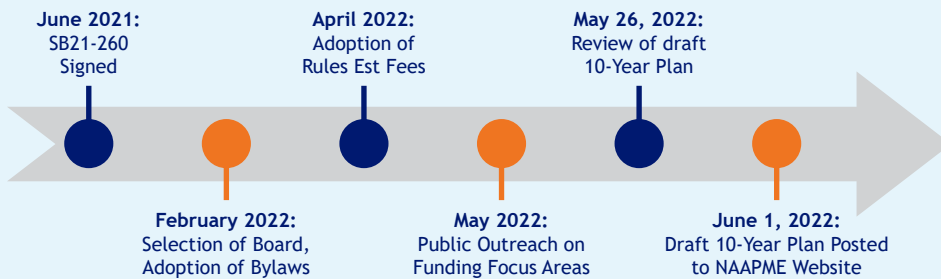 June 2021:
SB21-260
Signed
April 2022:
Adoption of
Rules Est Fees
May 26, 2022:
Review of draft
10-Year Plan
February 2022:
Selection of Board,
Adoption of Bylaws
May 2022:
Public Outreach on
Funding Focus Areas
June 1, 2022:
Draft 10-Year Plan Posted
to NAAPME Website